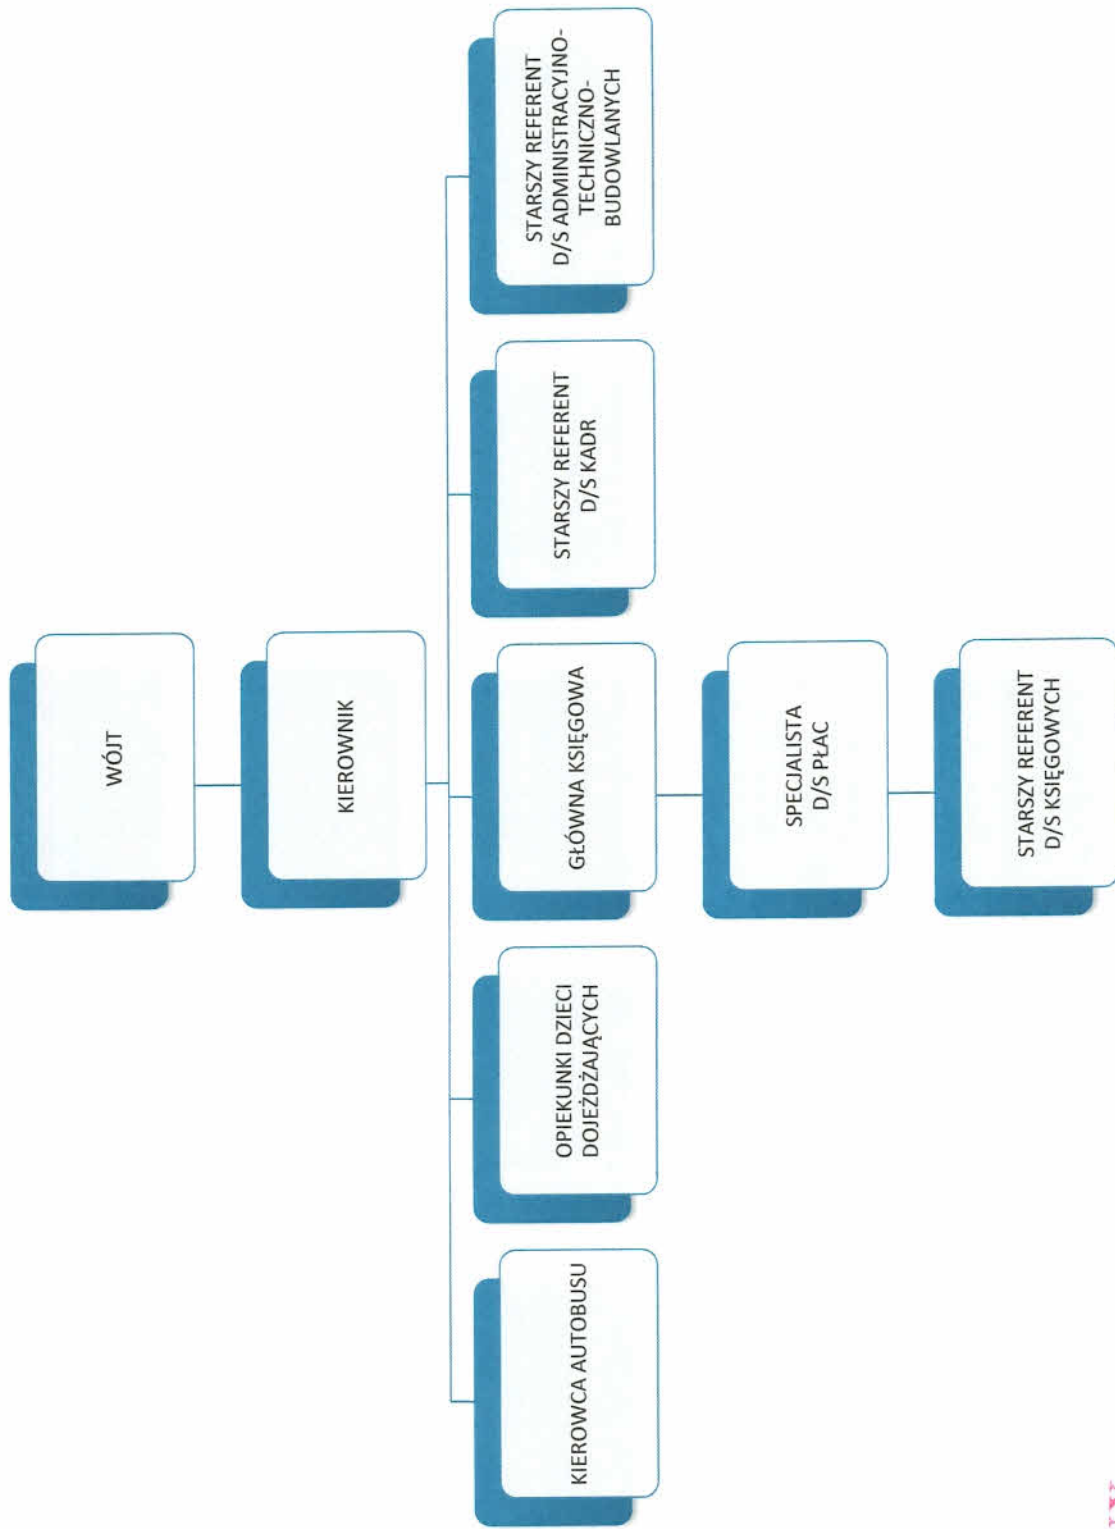 WÓJT
KIEROWNIK
KIEROWCA AUTOBUSU
OPIEKUNKI DZIECI
DOJEŻDŻAJĄCYCH
GŁÓWNA KSIĘGOWA
STARSZY REFERENT
D/S KADR
STARSZY REFERENT
D/S ADMINISTRACYJNO-
TECHNICZNO-
BUDOWLANYCH
SPECJALISTA
D/S PŁAC
STARSZY REFERENT
D/S KSIĘGOWYCH